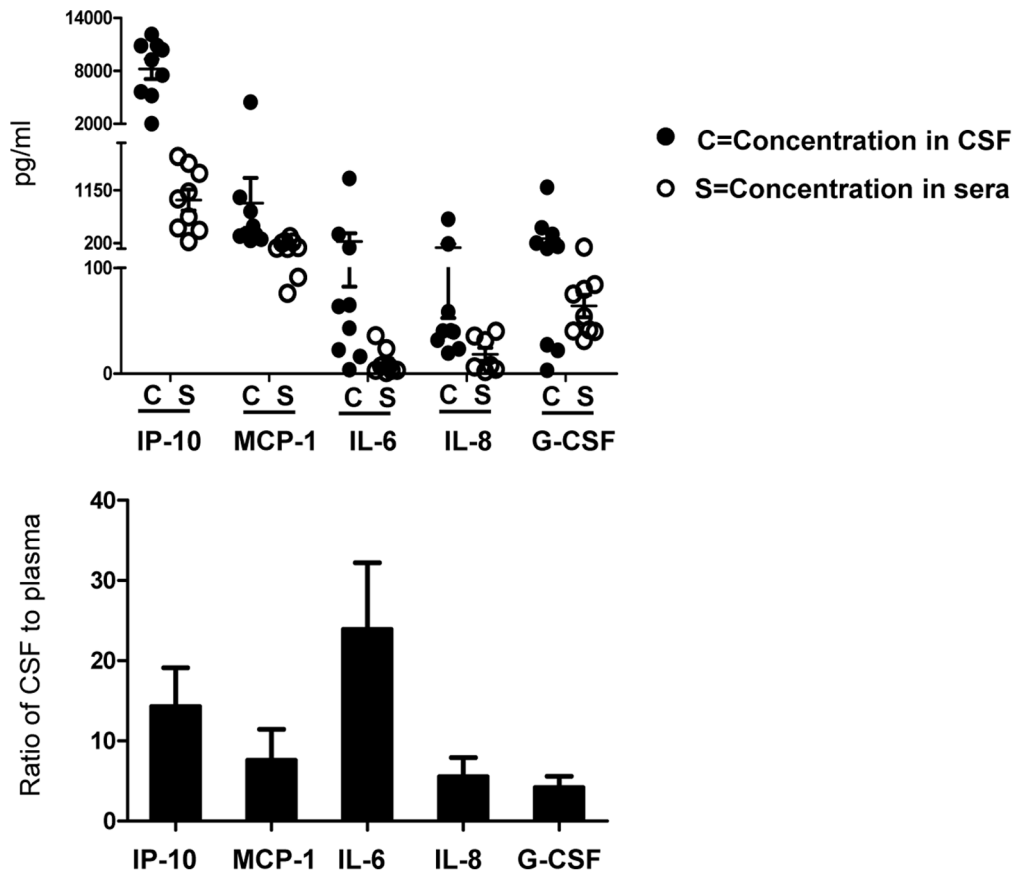 14000
8000
2000
1150
200
100
0
pg/ml
C=Concentration in CSF
S=Concentration in sera
C S C S C S C S C S
IP-10 MCP-1 IL-6 IL-8 G-CSF
40
30
20
10
0
Ratio of CSF to plasma
IP-10 MCP-1 IL-6 IL-8 G-CSF